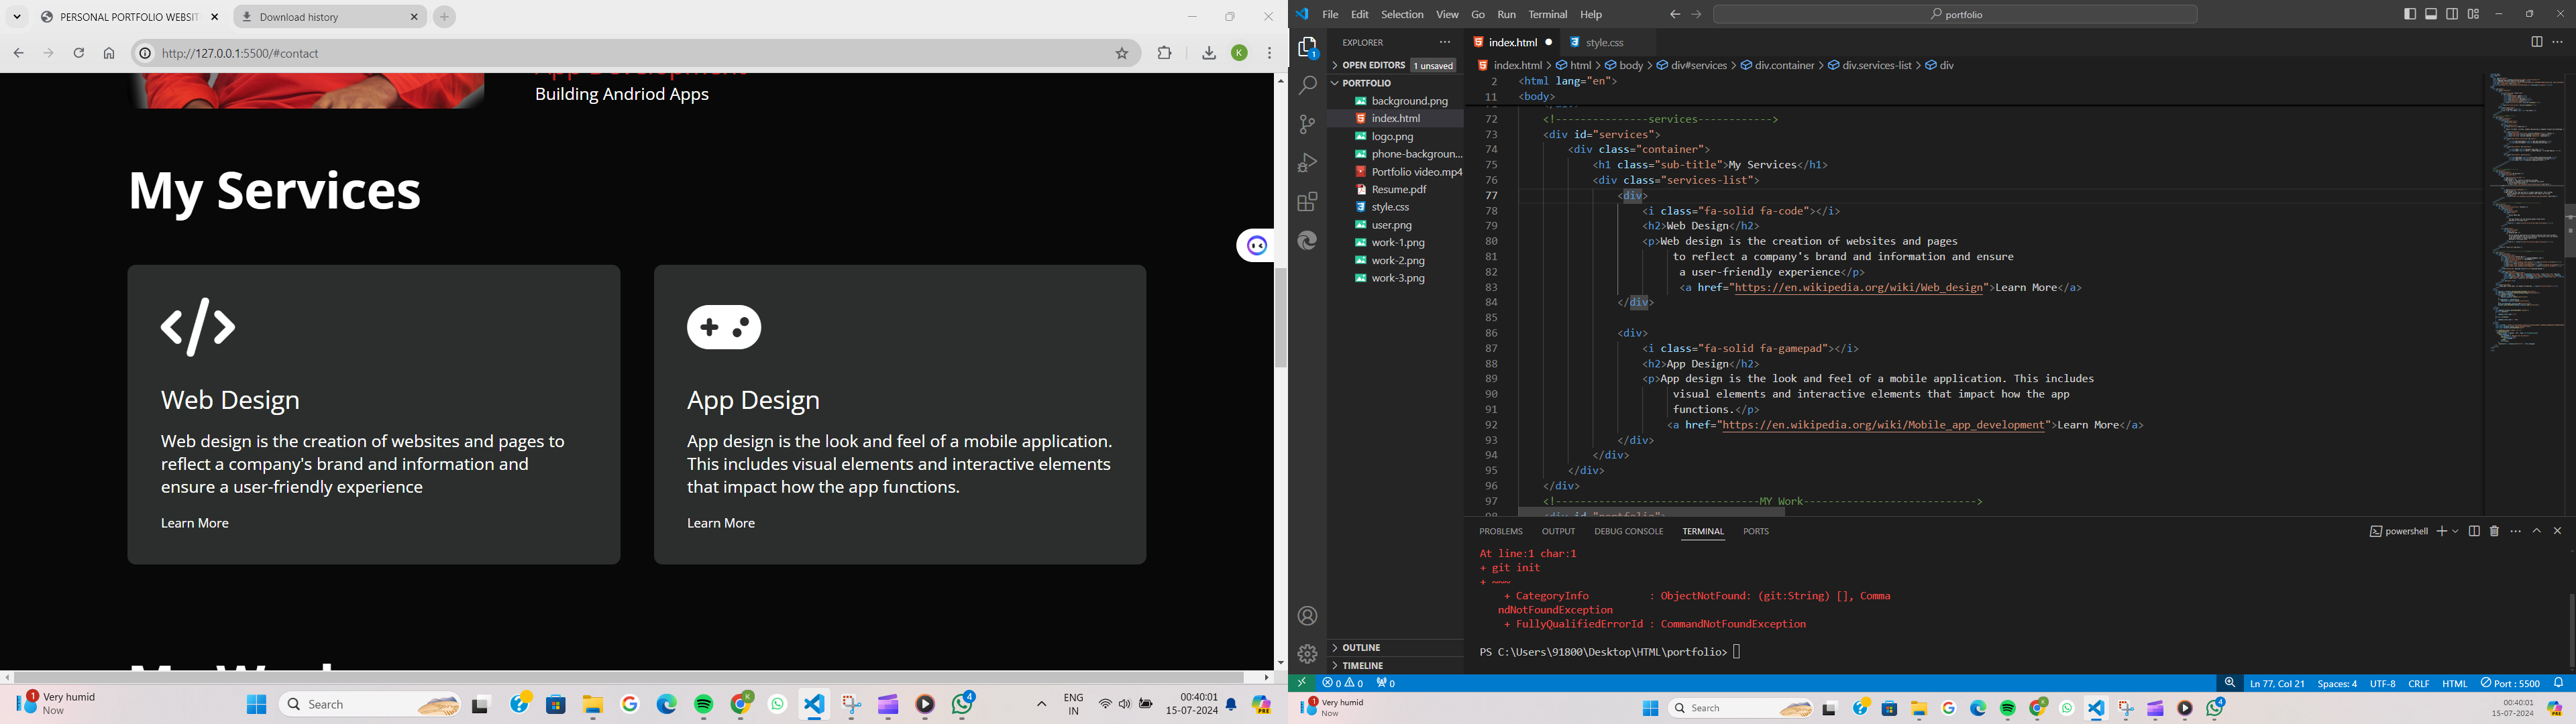 PERSONAL PORTFOLIO WEBSIT
Download history
http://127.0.0.1:5500/#contact
K
Building Andriod Apps
My Services
Web Design
Web design is the creation of websites and pages to
reflect a company's brand and information and
ensure a user-friendly experience
Learn More
App Design
App design is the look and feel of a mobile application.
This includes visual elements and interactive elements
that impact how the app functions.
Learn More
1
Very humid
Now
Search
ENG
IN
00:40:01
15-07-2024
File Edit Selection View Go Run Terminal Help
portfolio
EXPLORER
OPEN EDITORS 1 unsaved
PORTFOLIO
background.png
index.html
logo.png
phone-backgroun...
Portfolio video.mp4
Resume.pdf
style.css
user.png
work-1.png
work-2.png
work-3.png
OUTLINE
TIMELINE
index.html
style.css
index.html > html > body > div#services > div.container > div.services-list > div
2 <html lang="en">
11 <body>
72 <!---------------services------------>
73 <div id="services">
74 <div class="container">
75 <h1 class="sub-title">My Services</h1>
76 <div class="services-list">
77 <div>
78 <i class="fa-solid fa-code"></i>
79 <h2>Web Design</h2>
80 <p>Web design is the creation of websites and pages
81 to reflect a company's brand and information and ensure
82 a user-friendly experience</p>
83 <a href="https://en.wikipedia.org/wiki/Web_design">Learn More</a>
84 </div>
85
86 <div>
87 <i class="fa-solid fa-gamepad"></i>
88 <h2>App Design</h2>
89 <p>App design is the look and feel of a mobile application. This includes
90 visual elements and interactive elements that impact how the app
91 functions.</p>
92 <a href="https://en.wikipedia.org/wiki/Mobile_app_development">Learn More</a>
93 </div>
94 </div>
95 </div>
96 </div>
97 <!---------------------------------MY Work---------------------------->
PROBLEMS OUTPUT DEBUG CONSOLE TERMINAL PORTS
powershell
At line:1 char:1
+ git init
+ ~~~
+ CategoryInfo : ObjectNotFound: (git:String) [], Comma
ndNotFoundException
+ FullyQualifiedErrorId : CommandNotFoundException
PS C:\Users\91800\Desktop\HTML\portfolio>
0 0 0
Ln 77, Col 21 Spaces: 4 UTF-8 CRLF HTML Port : 5500
1
Very humid
Now
Search
00:40:01
15-07-2024